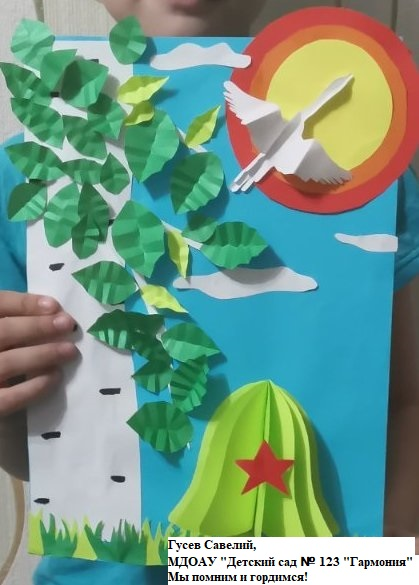 Гусев Савелий,
МДОАУ "Детский сад № 123 "Гармония"
Мы помним и гордимся!